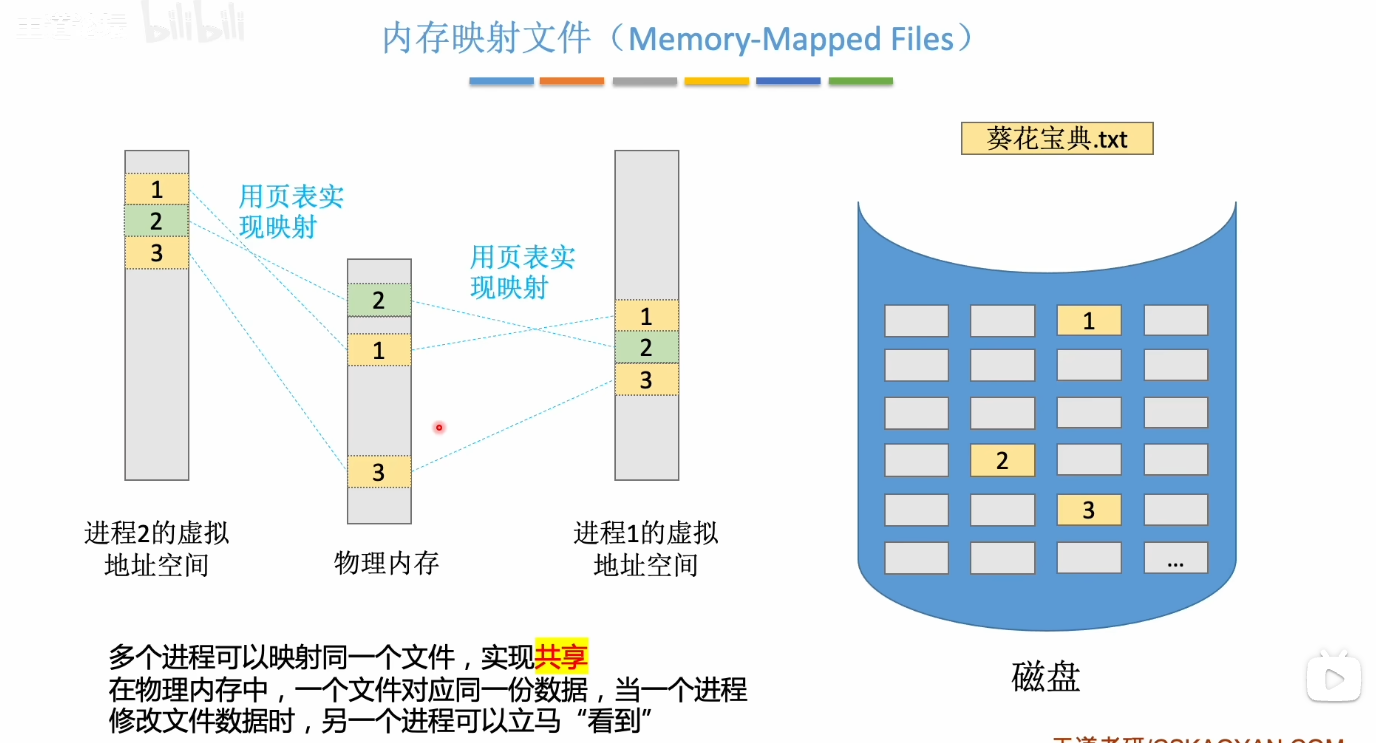 bilibili
内存映射文件（Memory-Mapped Files）
葵花宝典.txt
1
2
3
用页表实
现映射
2
1
3
用页表实
现映射
1
2
3
1
2
3
...
进程2的虚拟
地址空间
物理内存
进程1的虚拟
地址空间
磁盘
多个进程可以映射同一个文件，实现共享
在物理内存中，一个文件对应同一份数据，当一个进程
修改文件数据时，另一个进程可以立马“看到”
王道考研/CSKAOYAN.COM